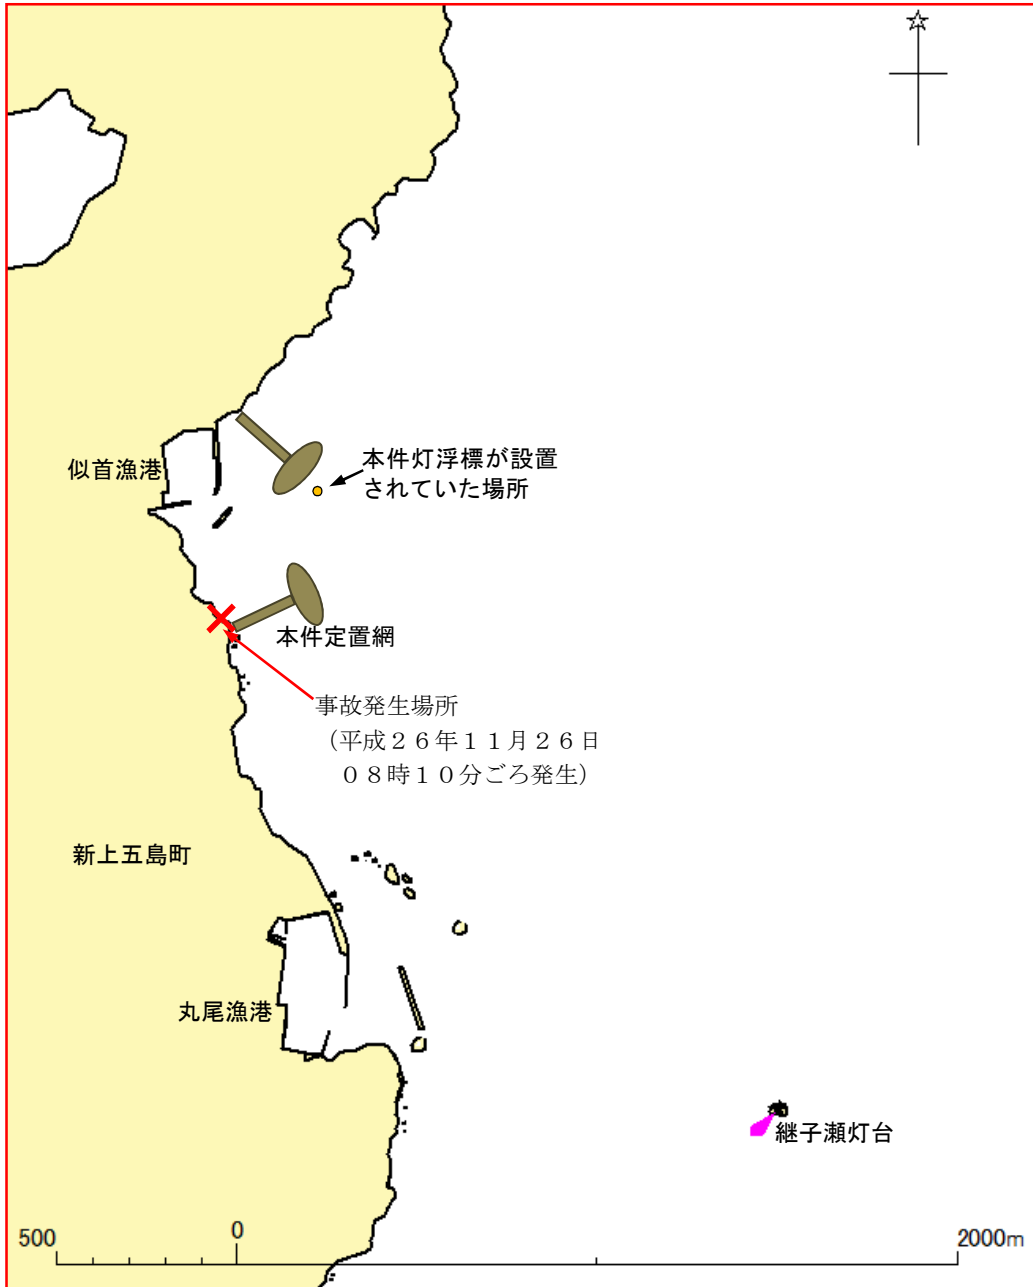 似首漁港
本件灯浮標が設置
されていた場所
本件定置網
事故発生場所
（平成２６年１１月２６日
０８時１０分ごろ発生）
新上五島町
丸尾漁港
継子瀬灯台
500
0
2000m